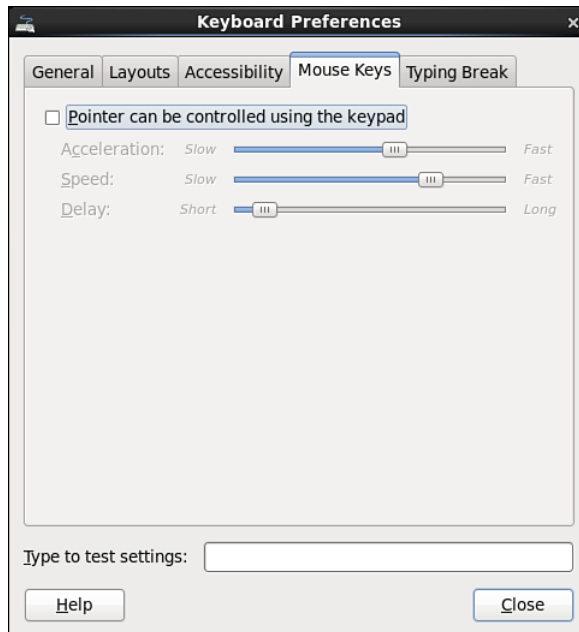 Keyboard Preferences
General Layouts Accessibility Mouse Keys Typing Break
Pointer can be controlled using the keypad
Acceleration: Slow Fast
Speed: Slow Fast
Delay: Short Long
Type to test settings:
Help Close